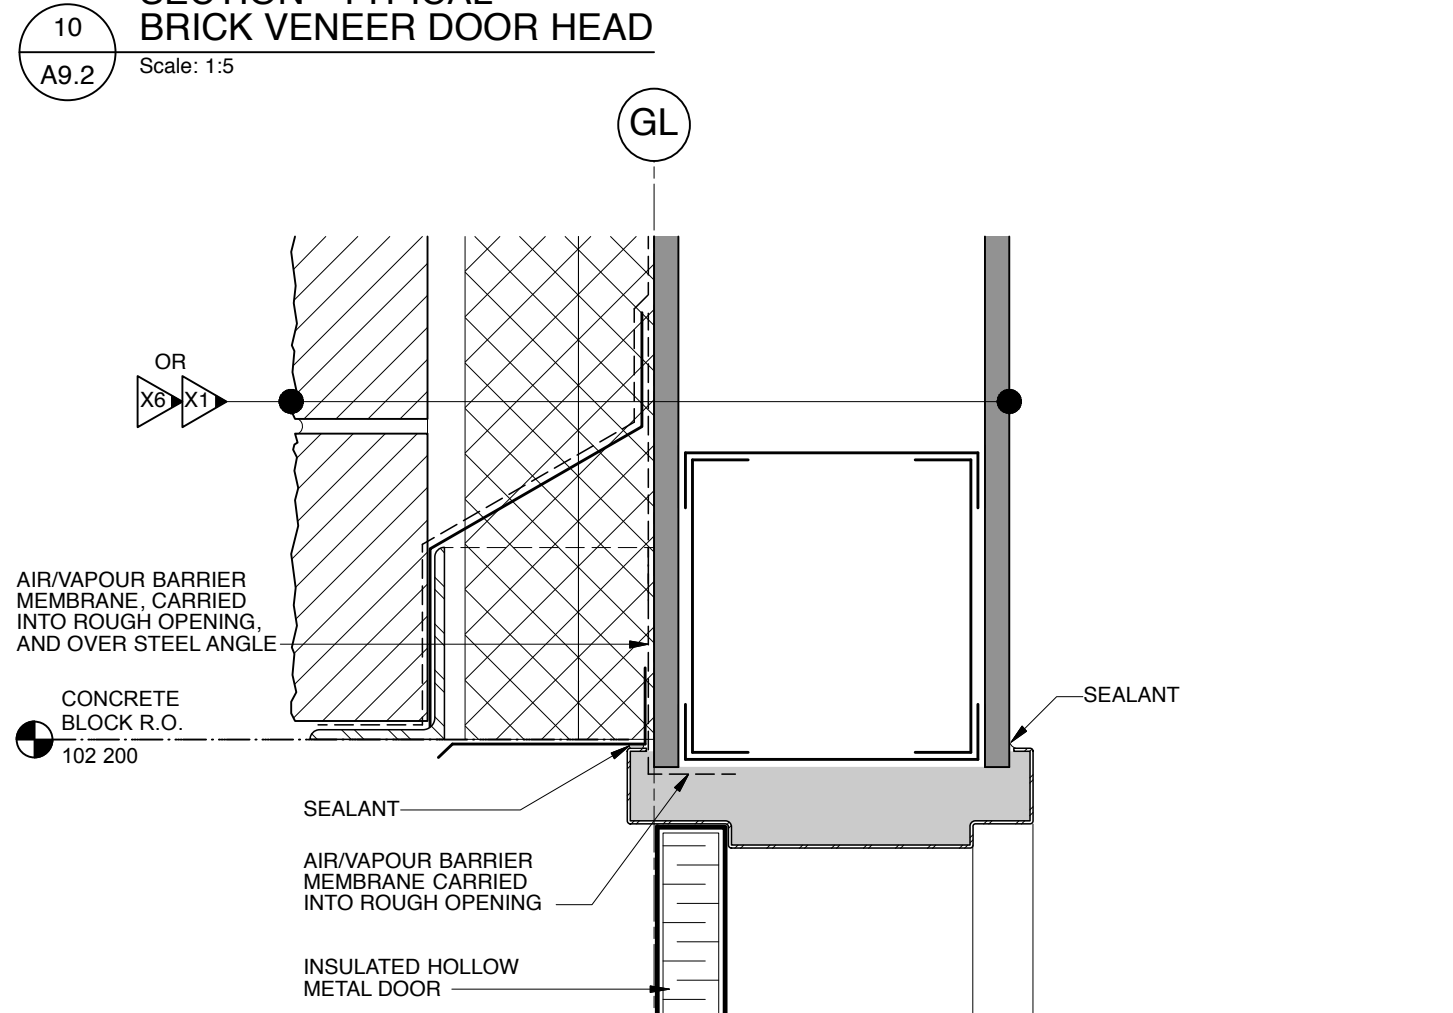 SECTION - TYPICAL
BRICK VENEER DOOR HEAD
10
A9.2
Scale: 1:5
GL
OR
X6 X1
AIR/VAPOUR BARRIER
MEMBRANE, CARRIED
INTO ROUGH OPENING,
AND OVER STEEL ANGLE
CONCRETE
BLOCK R.O.
102 200
SEALANT
SEALANT
AIR/VAPOUR BARRIER
MEMBRANE CARRIED
INTO ROUGH OPENING
INSULATED HOLLOW
METAL DOOR